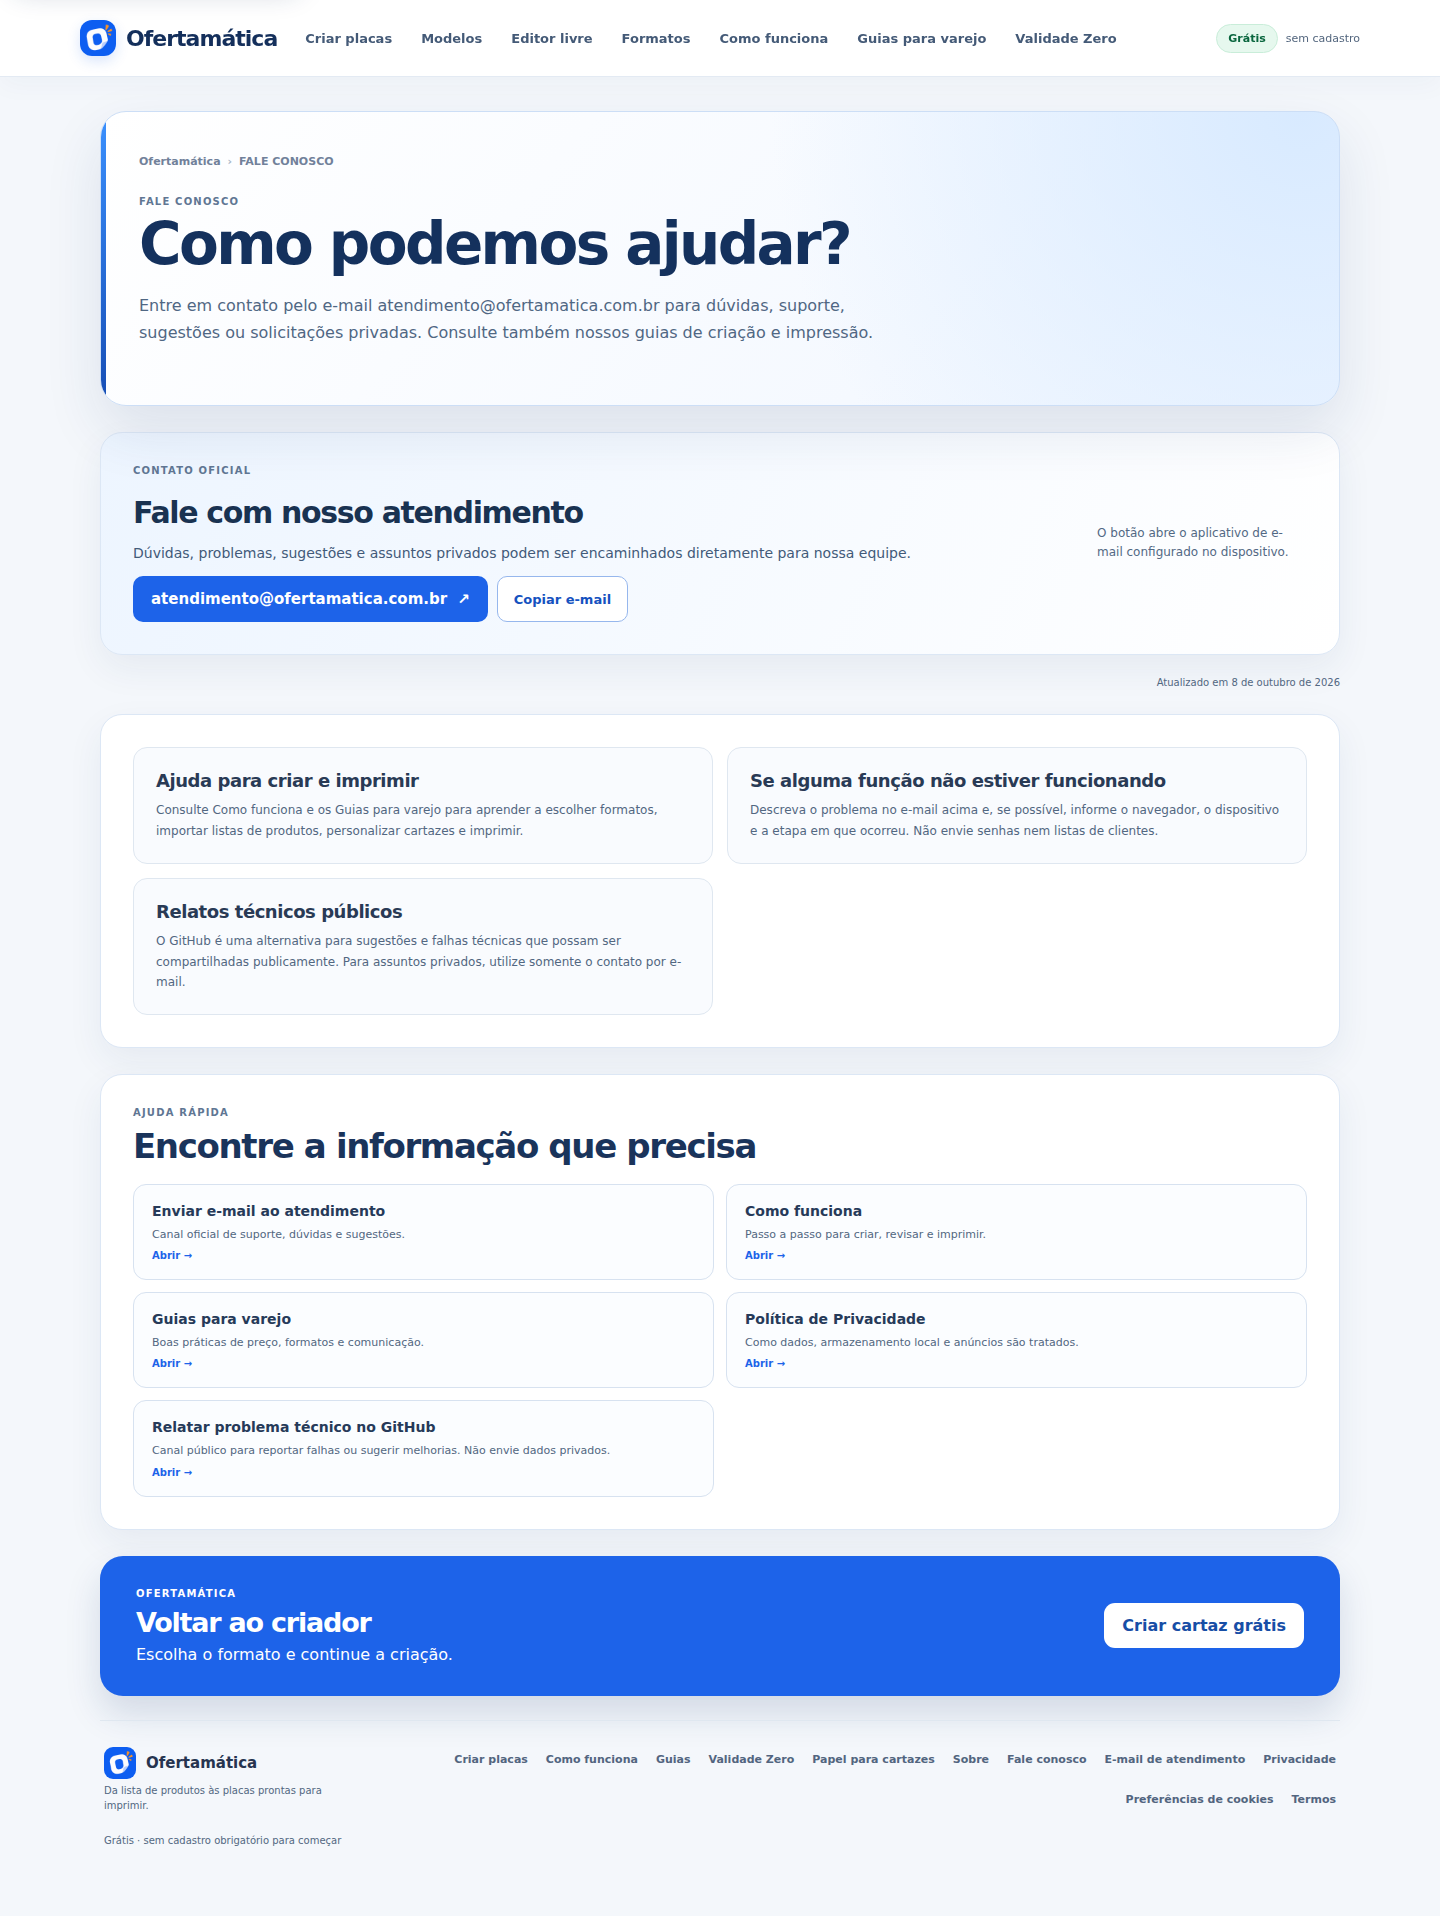 Ofertamática
Criar placas
Modelos
Editor livre
Formatos
Como funciona
Guias para varejo
Validade Zero
Grátis
sem cadastro
Ofertamática › FALE CONOSCO
FALE CONOSCO
Como podemos ajudar?
Entre em contato pelo e-mail atendimento@ofertamatica.com.br para dúvidas, suporte,
sugestões ou solicitações privadas. Consulte também nossos guias de criação e impressão.
CONTATO OFICIAL
Fale com nosso atendimento
Dúvidas, problemas, sugestões e assuntos privados podem ser encaminhados diretamente para nossa equipe.
atendimento@ofertamatica.com.br ↗
Copiar e-mail
O botão abre o aplicativo de e-
mail configurado no dispositivo.
Atualizado em 8 de outubro de 2026
Ajuda para criar e imprimir
Consulte Como funciona e os Guias para varejo para aprender a escolher formatos,
importar listas de produtos, personalizar cartazes e imprimir.
Se alguma função não estiver funcionando
Descreva o problema no e-mail acima e, se possível, informe o navegador, o dispositivo
e a etapa em que ocorreu. Não envie senhas nem listas de clientes.
Relatos técnicos públicos
O GitHub é uma alternativa para sugestões e falhas técnicas que possam ser
compartilhadas publicamente. Para assuntos privados, utilize somente o contato por e-
mail.
AJUDA RÁPIDA
Encontre a informação que precisa
Enviar e-mail ao atendimento
Canal oficial de suporte, dúvidas e sugestões.
Abrir →
Como funciona
Passo a passo para criar, revisar e imprimir.
Abrir →
Guias para varejo
Boas práticas de preço, formatos e comunicação.
Abrir →
Política de Privacidade
Como dados, armazenamento local e anúncios são tratados.
Abrir →
Relatar problema técnico no GitHub
Canal público para reportar falhas ou sugerir melhorias. Não envie dados privados.
Abrir →
OFERTAMÁTICA
Voltar ao criador
Escolha o formato e continue a criação.
Criar cartaz grátis
Ofertamática
Da lista de produtos às placas prontas para
imprimir.
Grátis · sem cadastro obrigatório para começar
Criar placas
Como funciona
Guias
Validade Zero
Papel para cartazes
Sobre
Fale conosco
E-mail de atendimento
Privacidade
Preferências de cookies
Termos